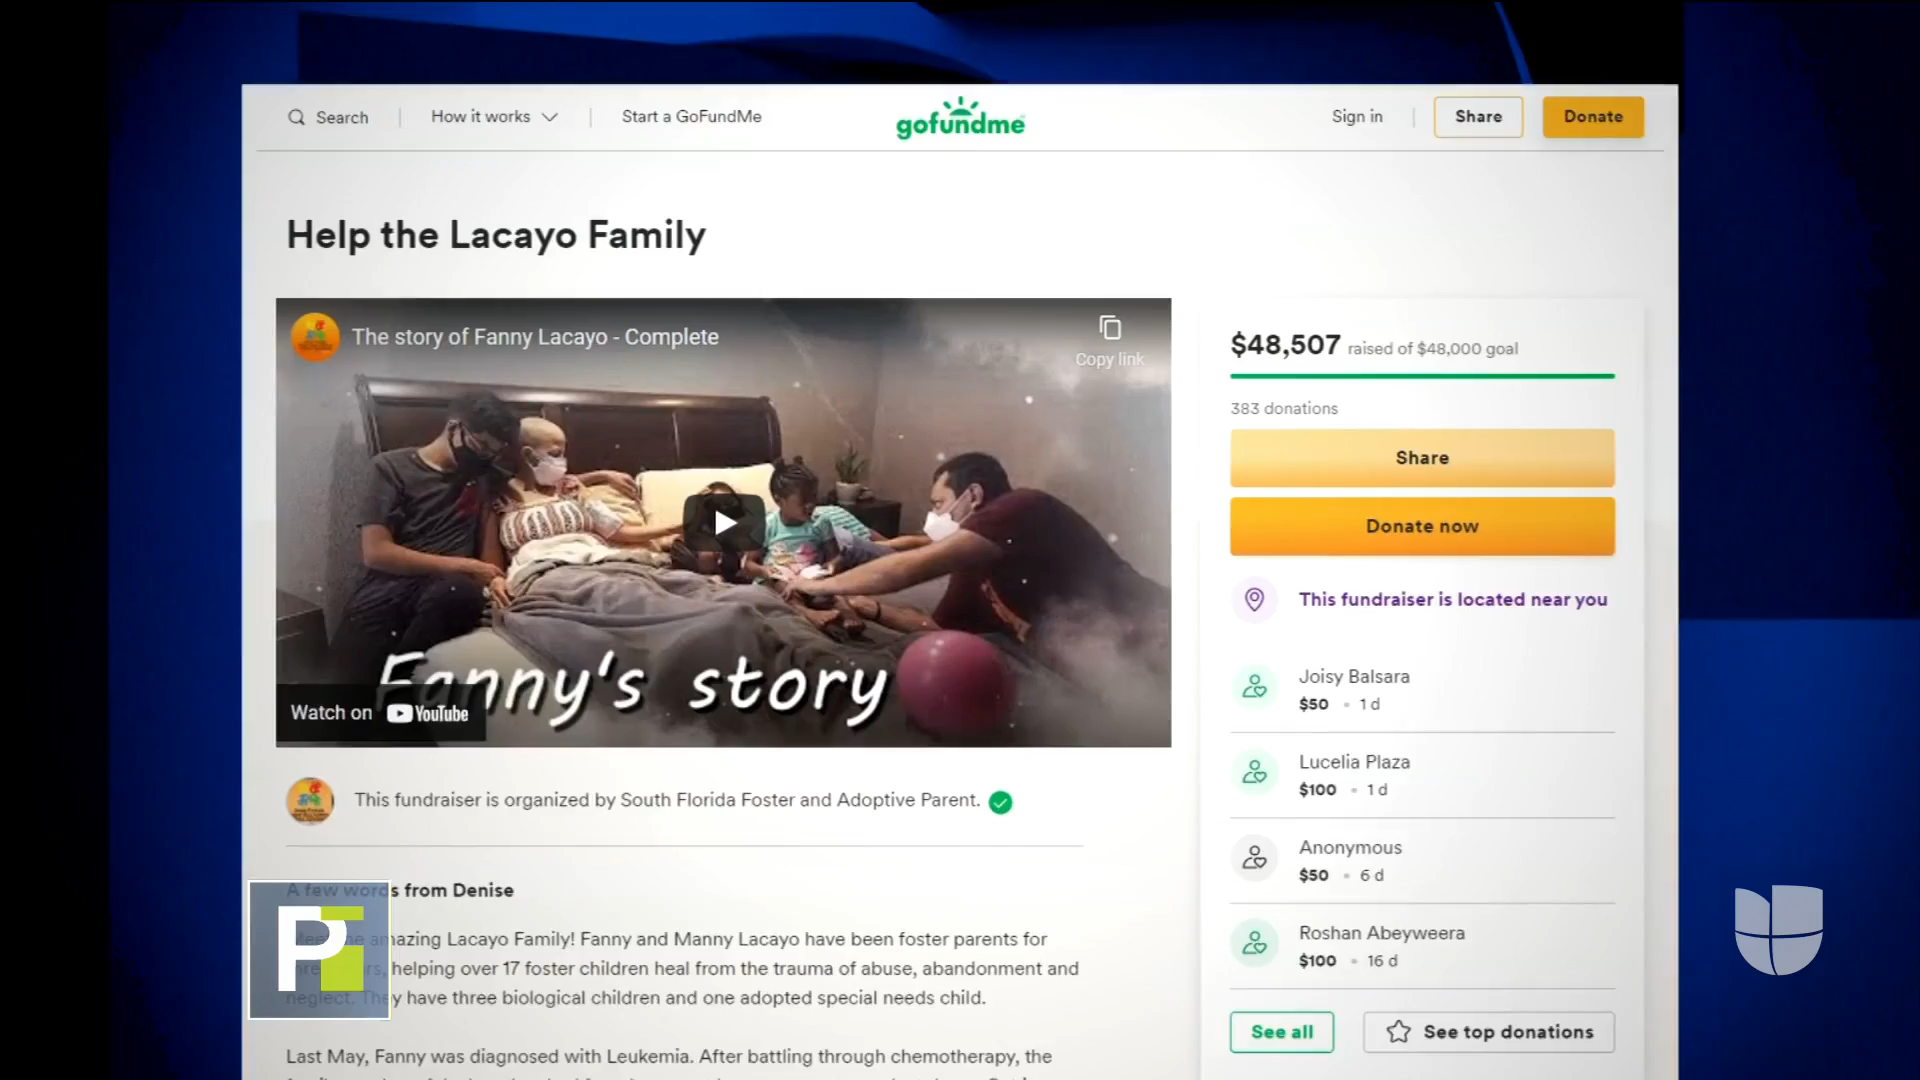 Search
How it works
Start a GoFundMe
gofundme
Sign in
Share
Donate
Help the Lacayo Family
The story of Fanny Lacayo - Complete
Copy link
Fanny's story
Watch on YouTube
This fundraiser is organized by South Florida Foster and Adoptive Parent.
A few words from Denise
amazing Lacayo Family! Fanny and Manny Lacayo have been foster parents for
helping over 17 foster children heal from the trauma of abuse, abandonment and
neglect. They have three biological children and one adopted special needs child.
Last May, Fanny was diagnosed with Leukemia. After battling through chemotherapy, the
PF
$48,507 raised of $48,000 goal
383 donations
Share
Donate now
This fundraiser is located near you
Joisy Balsara
$50 • 1 d
Lucelia Plaza
$100 • 1 d
Anonymous
$50 • 6 d
Roshan Abeyweera
$100 • 16 d
See all
See top donations